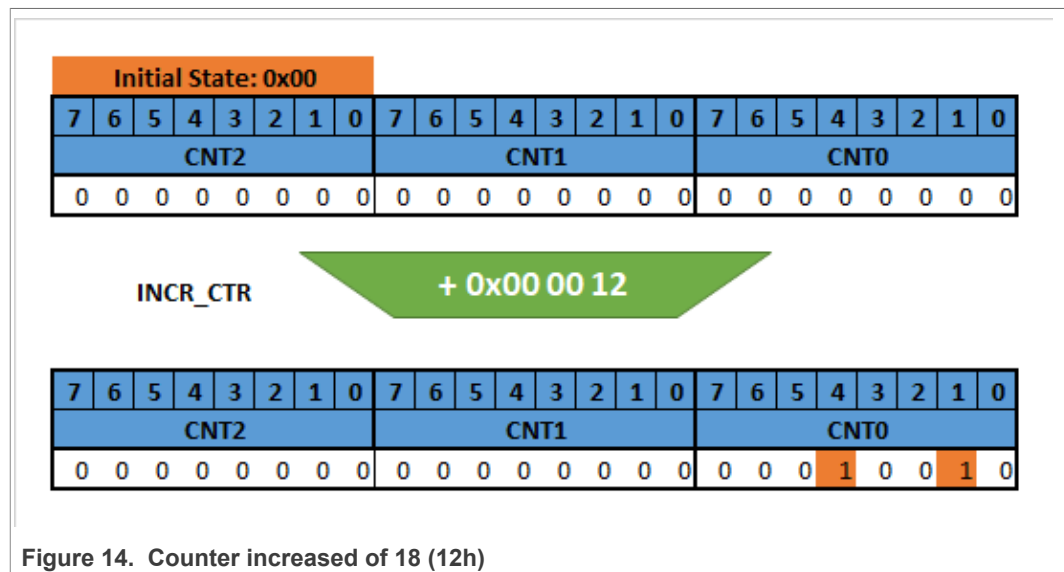 Initial State: 0x00
7 6 5 4 3 2 1 0 7 6 5 4 3 2 1 0 7 6 5 4 3 2 1 0
CNT2 CNT1 CNT0
0 0 0 0 0 0 0 0 0 0 0 0 0 0 0 0 0 0 0 0 0 0 0 0
INCR_CTR + 0x00 00 12
7 6 5 4 3 2 1 0 7 6 5 4 3 2 1 0 7 6 5 4 3 2 1 0
CNT2 CNT1 CNT0
0 0 0 0 0 0 0 0 0 0 0 0 0 0 0 0 0 0 0 1 0 0 1 0
Figure 14. Counter increased of 18 (12h)